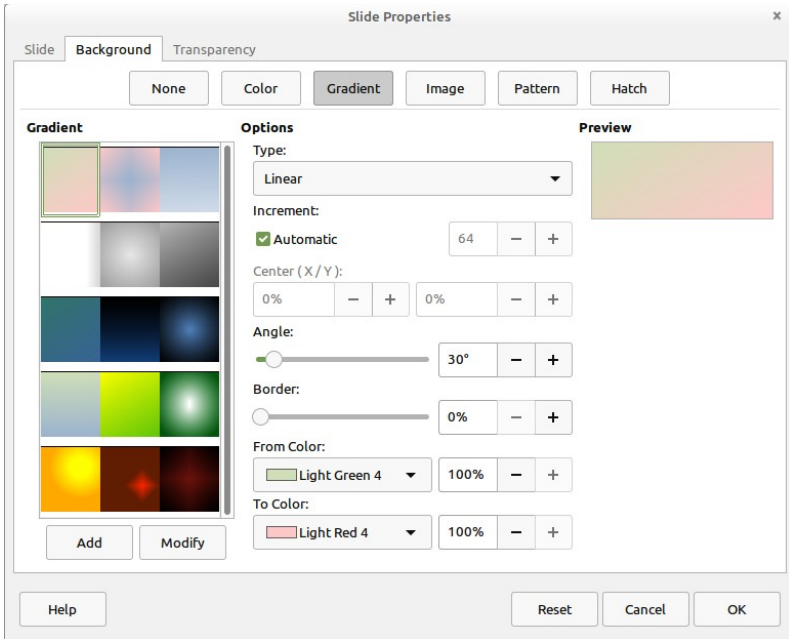 Slide Properties ×
Slide Background Transparency
None Color Gradient Image Pattern Hatch
Gradient
Options
Type:
Linear
Increment:
Automatic 64 − +
Center (X / Y):
0% − + 0% − +
Angle:
30° − +
Border:
0% − +
From Color:
Light Green 4 100% − +
To Color:
Light Red 4 100% − +
Preview
Add Modify
Help Reset Cancel OK